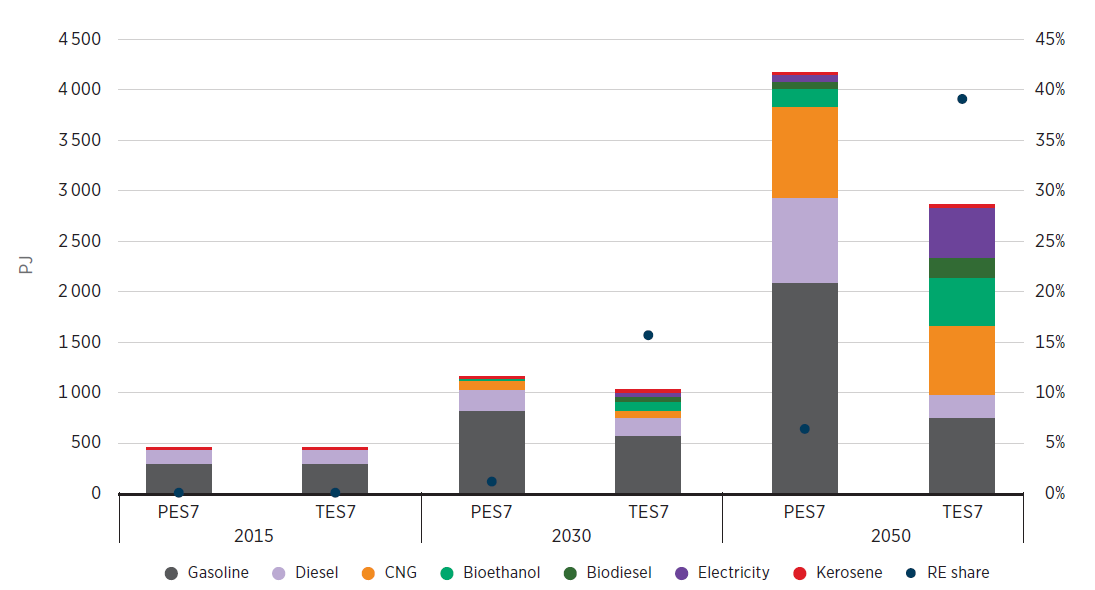 4 500 45%
4 000 40%
3 500 35%
3 000 30%
2 500 25%
PJ
2 000 20%
1 500 15%
1 000 10%
500 5%
0 0%
PES7 TES7 PES7 TES7 PES7 TES7
2015 2030 2050
Gasoline Diesel CNG Bioethanol Biodiesel Electricity Kerosene RE share